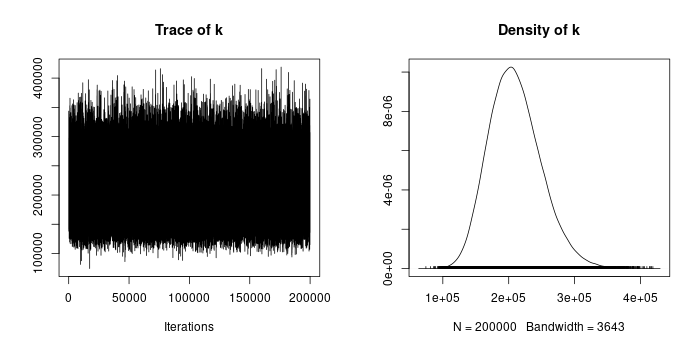 Trace of k
400000
300000
200000
100000
0 50000 100000 150000 200000
Iterations
Density of k
8e-06
4e-06
0e+00
1e+05 2e+05 3e+05 4e+05
N = 200000 Bandwidth = 3643